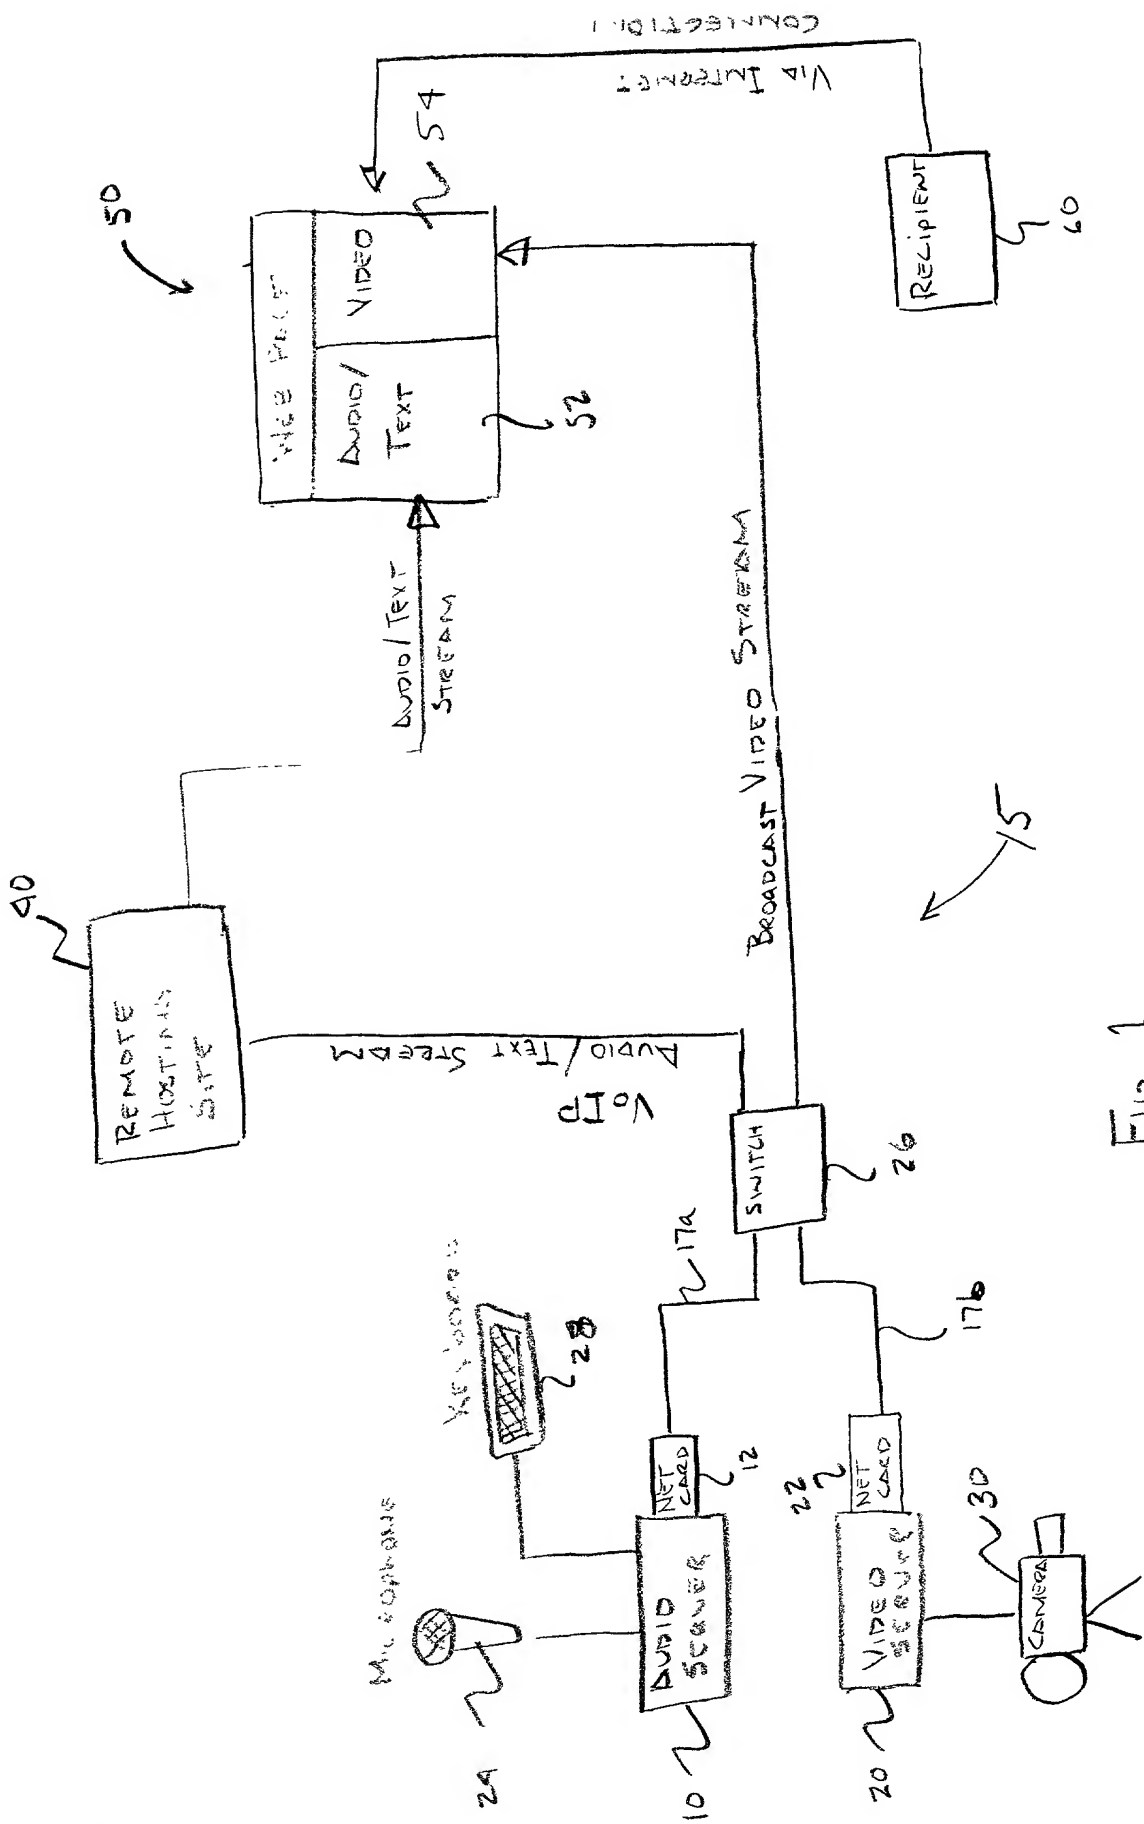 40
REMOTE
HOSTING
SITE
50
WEB PAGE
AUDIO/
TEXT
VIDEO
52
54
AUDIO/TEXT
STREAM
VIA INTERNET
CONNECTION
RECIPIENT
60
AUDIO/TEXT STREAM
VoIP
BROADCAST VIDEO STREAM
SWITCH
26
15
17a
17b
MICROPHONE
24
KEYBOARD
28
AUDIO
SERVER
10
NET
CARD
12
VIDEO
SERVER
20
NET
CARD
22
CAMERA
30
FIG 1